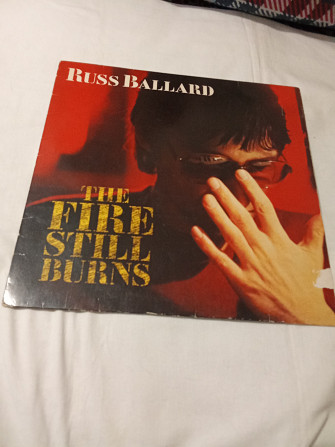 RUSS BALLARD
THE
FIRE
STILL
BURNS